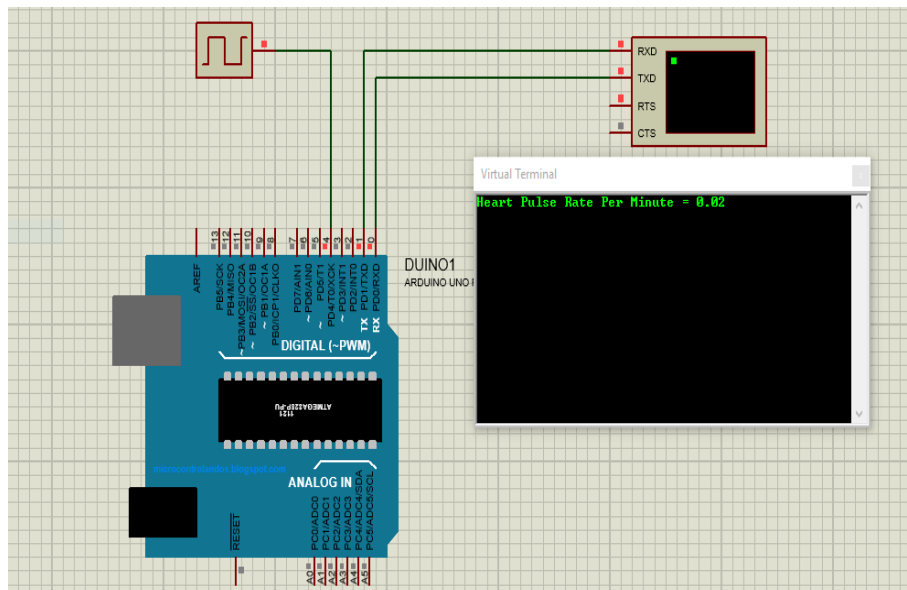 RXD
TXD
RTS
CTS
Virtual Terminal
Heart Pulse Rate Per Minute = 0.02
DUINO1
ARDUINO UNO
AREF
13
PB5/SCK
12
PB4/MISO
11
~PB3/MOSI/OC2A
10
~PB2/SS/OC1B
9
~PB1/OC1A
8
PB0/ICP1/CLKO
7
PD7/AIN1
6
~PD6/AIN0
5
~PD5/T1
4
PD4/T0/XCK
3
~PD3/INT1
2
PD2/INT0
1
TX PD1/TXD
0
RX PD0/RXD
DIGITAL (~PWM)
ATMEGA328P-PU
1121
microcontrolandos.blogspot.com
ANALOG IN
RESET
PC0/ADC0
PC1/ADC1
PC2/ADC2
PC3/ADC3
PC4/ADC4/SDA
PC5/ADC5/SCL
A0
A1
A2
A3
A4
A5